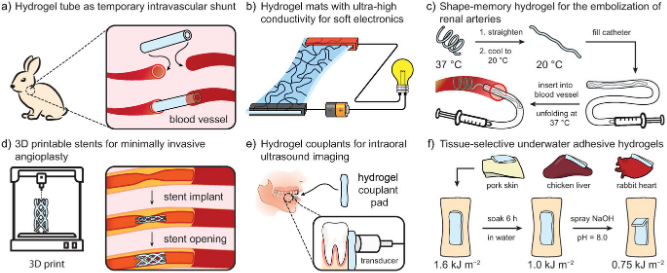 a) Hydrogel tube as temporary intravascular shunt
blood vessel
b) Hydrogel mats with ultra-high
conductivity for soft electronics
c) Shape-memory hydrogel for the embolization of
renal arteries
1. straighten
2. cool to
20 °C
37 °C
20 °C
fill catheter
insert into
blood vessel
unfolding at
37 °C
d) 3D printable stents for minimally invasive
angioplasty
3D print
stent implant
stent opening
e) Hydrogel couplants for intraoral
ultrasound imaging
hydrogel
couplant
pad
transducer
f) Tissue-selective underwater adhesive hydrogels
pork skin
chicken liver
rabbit heart
soak 6 h
in water
spray NaOH
pH = 8.0
1.6 kJ m⁻²
1.0 kJ m⁻²
0.75 kJ m⁻²